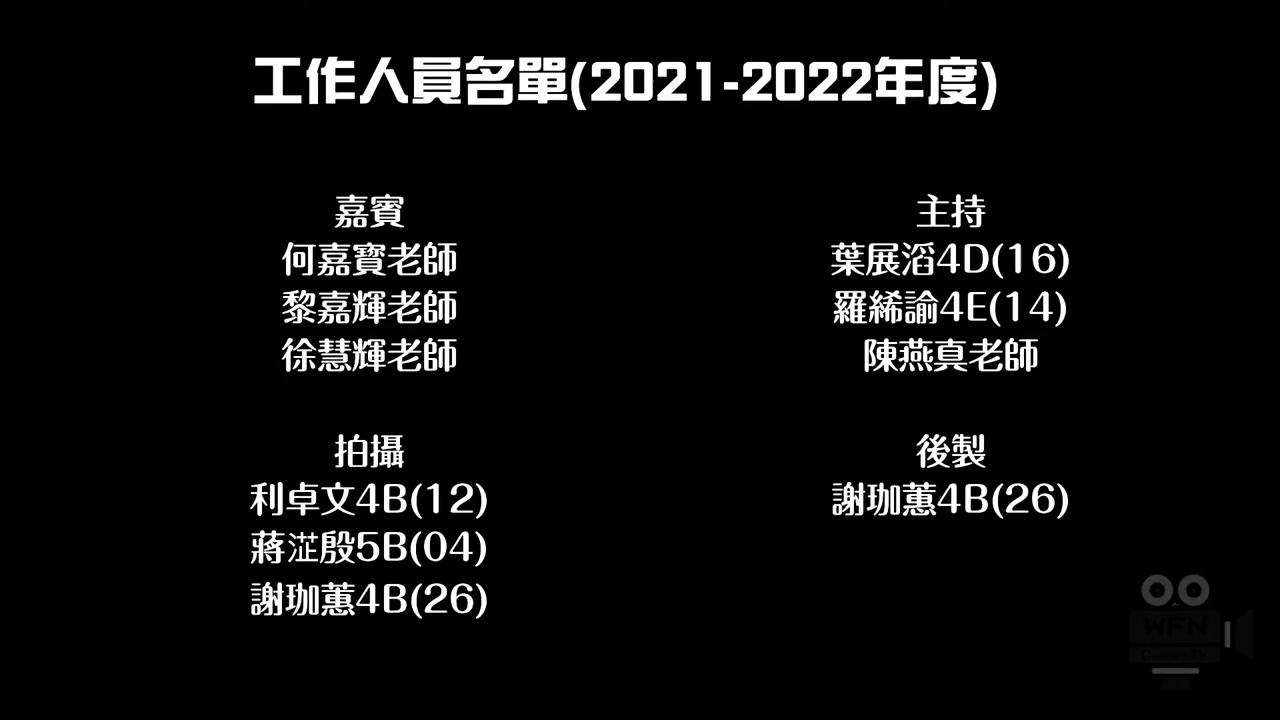 工作人員名單(2021-2022年度)
嘉賓
何嘉寶老師
黎嘉輝老師
徐慧輝老師
主持
葉展滔4D(16)
羅絺諭4E(14)
陳燕真老師
拍攝
利卓文4B(12)
蔣淽殷5B(04)
謝珈蕙4B(26)
後製
謝珈蕙4B(26)
WFN